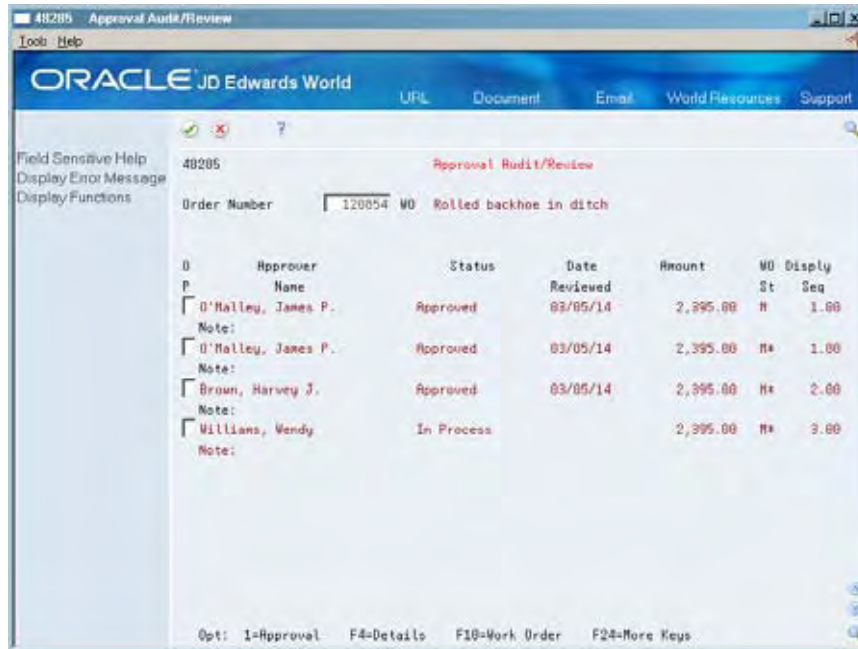 48285 Approval Audit/Review
Tools Help
ORACLE JD Edwards World
URL Document Email World Resources Support
Field Sensitive Help
Display Error Message
Display Functions
48285 Approval Audit/Review
Order Number 120054 WO Rolled backhoe in ditch
O Approver Status Date Amount WO Disply
P Name Reviewed St Seq
O'Malley, James P. Approved 03/05/14 2,395.00 M 1.00
Note:
O'Malley, James P. Approved 03/05/14 2,395.00 M* 1.00
Note:
Brown, Harvey J. Approved 03/05/14 2,395.00 M* 2.00
Note:
Williams, Wendy In Process 2,395.00 M* 3.00
Note:
Opt: 1=Approval F4=Details F18=Work Order F24=More Keys